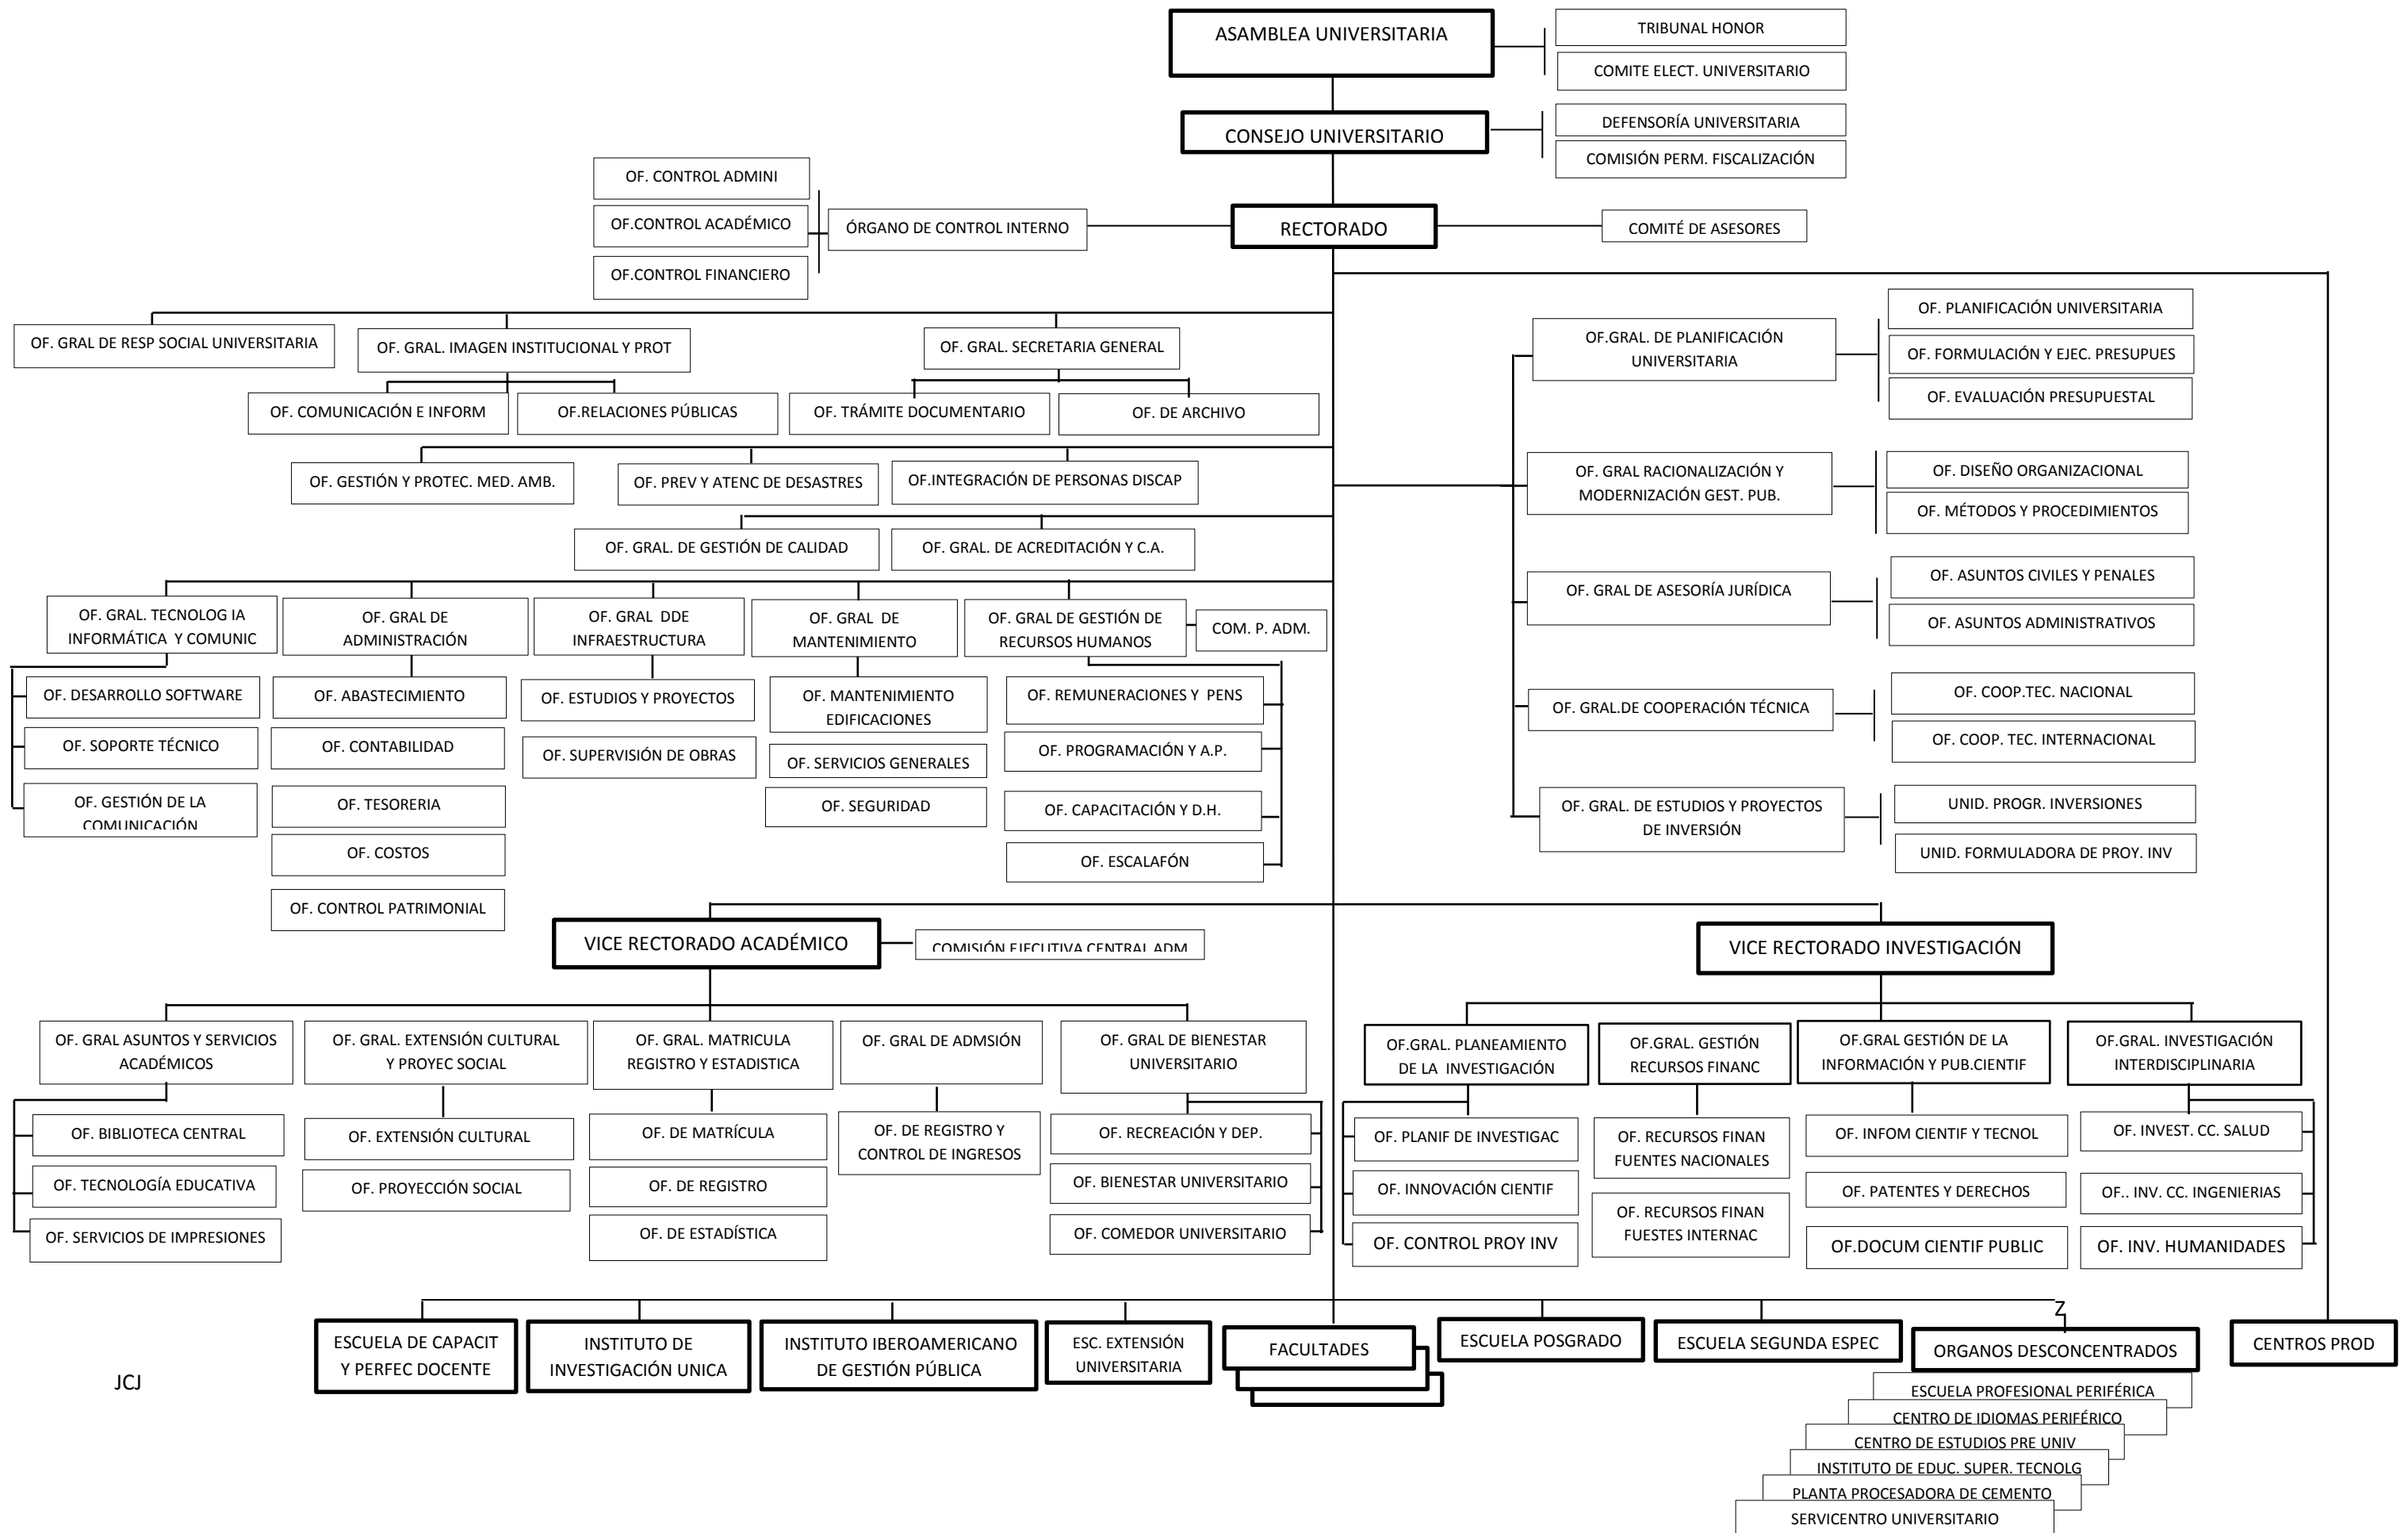 ASAMBLEA UNIVERSITARIA
TRIBUNAL HONOR
COMITE ELECT. UNIVERSITARIO
CONSEJO UNIVERSITARIO
DEFENSORÍA UNIVERSITARIA
COMISIÓN PERM. FISCALIZACIÓN
OF. CONTROL ADMINI
OF.CONTROL ACADÉMICO
OF.CONTROL FINANCIERO
ÓRGANO DE CONTROL INTERNO
RECTORADO
COMITÉ DE ASESORES
OF. GRAL DE RESP SOCIAL UNIVERSITARIA
OF. GRAL. IMAGEN INSTITUCIONAL Y PROT
OF. GRAL. SECRETARIA GENERAL
OF. COMUNICACIÓN E INFORM
OF.RELACIONES PÚBLICAS
OF. TRÁMITE DOCUMENTARIO
OF. DE ARCHIVO
OF. GESTIÓN Y PROTEC. MED. AMB.
OF. PREV Y ATENC DE DESASTRES
OF.INTEGRACIÓN DE PERSONAS DISCAP
OF. GRAL. DE GESTIÓN DE CALIDAD
OF. GRAL. DE ACREDITACIÓN Y C.A.
OF.GRAL. DE PLANIFICACIÓN
UNIVERSITARIA
OF. PLANIFICACIÓN UNIVERSITARIA
OF. FORMULACIÓN Y EJEC. PRESUPUES
OF. EVALUACIÓN PRESUPUESTAL
OF. GRAL RACIONALIZACIÓN Y
MODERNIZACIÓN GEST. PUB.
OF. DISEÑO ORGANIZACIONAL
OF. MÉTODOS Y PROCEDIMIENTOS
OF. GRAL DE ASESORÍA JURÍDICA
OF. ASUNTOS CIVILES Y PENALES
OF. ASUNTOS ADMINISTRATIVOS
OF. GRAL.DE COOPERACIÓN TÉCNICA
OF. COOP.TEC. NACIONAL
OF. COOP. TEC. INTERNACIONAL
OF. GRAL. DE ESTUDIOS Y PROYECTOS
DE INVERSIÓN
UNID. PROGR. INVERSIONES
UNID. FORMULADORA DE PROY. INV
OF. GRAL. TECNOLOG IA
INFORMÁTICA Y COMUNIC
OF. DESARROLLO SOFTWARE
OF. SOPORTE TÉCNICO
OF. GESTIÓN DE LA
COMUNICACIÓN
OF. GRAL DE
ADMINISTRACIÓN
OF. ABASTECIMIENTO
OF. CONTABILIDAD
OF. TESORERIA
OF. COSTOS
OF. CONTROL PATRIMONIAL
OF. GRAL DDE
INFRAESTRUCTURA
OF. ESTUDIOS Y PROYECTOS
OF. SUPERVISIÓN DE OBRAS
OF. GRAL DE
MANTENIMIENTO
OF. MANTENIMIENTO
EDIFICACIONES
OF. SERVICIOS GENERALES
OF. SEGURIDAD
OF. GRAL DE GESTIÓN DE
RECURSOS HUMANOS
COM. P. ADM.
OF. REMUNERACIONES Y PENS
OF. PROGRAMACIÓN Y A.P.
OF. CAPACITACIÓN Y D.H.
OF. ESCALAFÓN
VICE RECTORADO ACADÉMICO
COMISIÓN EJECUTIVA CENTRAL ADM
VICE RECTORADO INVESTIGACIÓN
OF. GRAL ASUNTOS Y SERVICIOS
ACADÉMICOS
OF. BIBLIOTECA CENTRAL
OF. TECNOLOGÍA EDUCATIVA
OF. SERVICIOS DE IMPRESIONES
OF. GRAL. EXTENSIÓN CULTURAL
Y PROYEC SOCIAL
OF. EXTENSIÓN CULTURAL
OF. PROYECCIÓN SOCIAL
OF. GRAL. MATRICULA
REGISTRO Y ESTADISTICA
OF. DE MATRÍCULA
OF. DE REGISTRO
OF. DE ESTADÍSTICA
OF. GRAL DE ADMSIÓN
OF. DE REGISTRO Y
CONTROL DE INGRESOS
OF. GRAL DE BIENESTAR
UNIVERSITARIO
OF. RECREACIÓN Y DEP.
OF. BIENESTAR UNIVERSITARIO
OF. COMEDOR UNIVERSITARIO
OF.GRAL. PLANEAMIENTO
DE LA INVESTIGACIÓN
OF. PLANIF DE INVESTIGAC
OF. INNOVACIÓN CIENTIF
OF. CONTROL PROY INV
OF.GRAL. GESTIÓN
RECURSOS FINANC
OF. RECURSOS FINAN
FUENTES NACIONALES
OF. RECURSOS FINAN
FUESTES INTERNAC
OF.GRAL GESTIÓN DE LA
INFORMACIÓN Y PUB.CIENTIF
OF. INFOM CIENTIF Y TECNOL
OF. PATENTES Y DERECHOS
OF.DOCUM CIENTIF PUBLIC
OF.GRAL. INVESTIGACIÓN
INTERDISCIPLINARIA
OF. INVEST. CC. SALUD
OF.. INV. CC. INGENIERIAS
OF. INV. HUMANIDADES
Z
ESCUELA DE CAPACIT
Y PERFEC DOCENTE
INSTITUTO DE
INVESTIGACIÓN UNICA
INSTITUTO IBEROAMERICANO
DE GESTIÓN PÚBLICA
ESC. EXTENSIÓN
UNIVERSITARIA
FACULTADES
ESCUELA POSGRADO
ESCUELA SEGUNDA ESPEC
ORGANOS DESCONCENTRADOS
CENTROS PROD
JCJ
ESCUELA PROFESIONAL PERIFÉRICA
CENTRO DE IDIOMAS PERIFÉRICO
CENTRO DE ESTUDIOS PRE UNIV
INSTITUTO DE EDUC. SUPER. TECNOLG
PLANTA PROCESADORA DE CEMENTO
SERVICENTRO UNIVERSITARIO